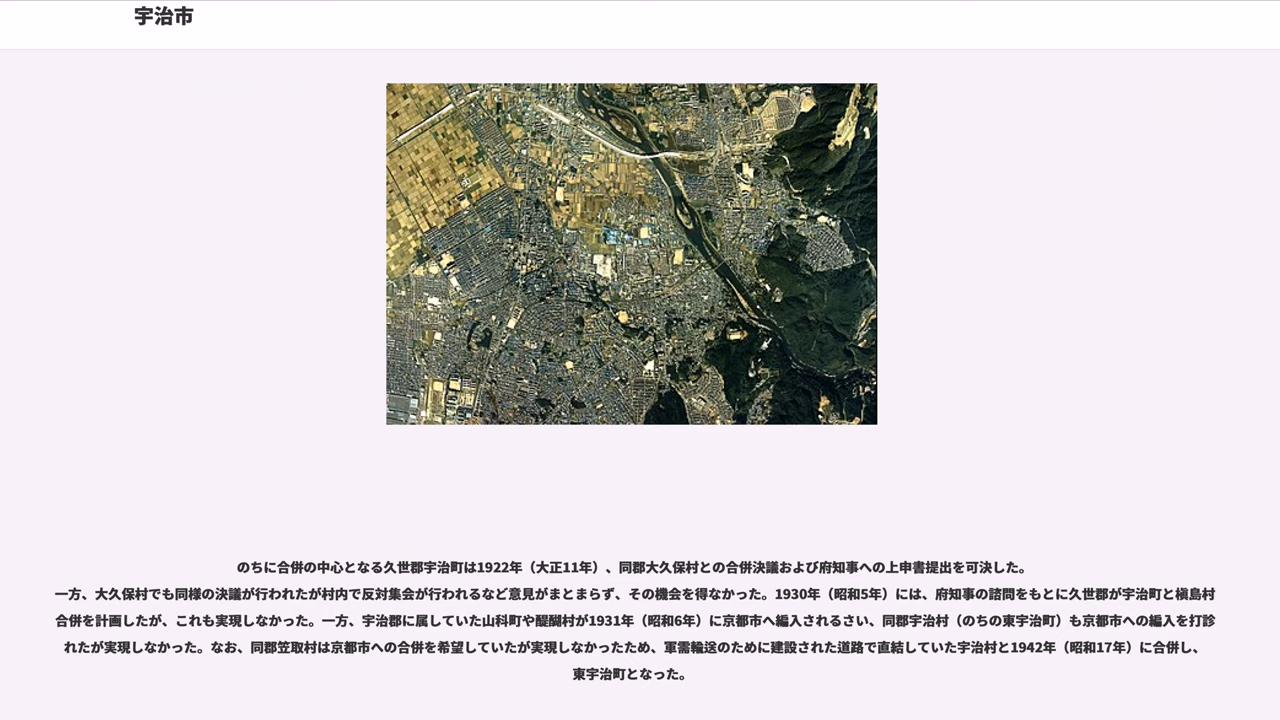 宇治市
のちに合併の中心となる久世郡宇治町は1922年（大正11年）、同郡大久保村との合併決議および府知事への上申書提出を可決した。
一方、大久保村でも同様の決議が行われたが村内で反対集会が行われるなど意見がまとまらず、その機会を得なかった。1930年（昭和5年）には、府知事の諮問をもとに久世郡が宇治町と槇島村
合併を計画したが、これも実現しなかった。一方、宇治郡に属していた山科町や醍醐村が1931年（昭和6年）に京都市へ編入されるさい、同郡宇治村（のちの東宇治町）も京都市への編入を打診
れたが実現しなかった。なお、同郡笠取村は京都市への合併を希望していたが実現しなかったため、軍需輸送のために建設された道路で直結していた宇治村と1942年（昭和17年）に合併し、
東宇治町となった。